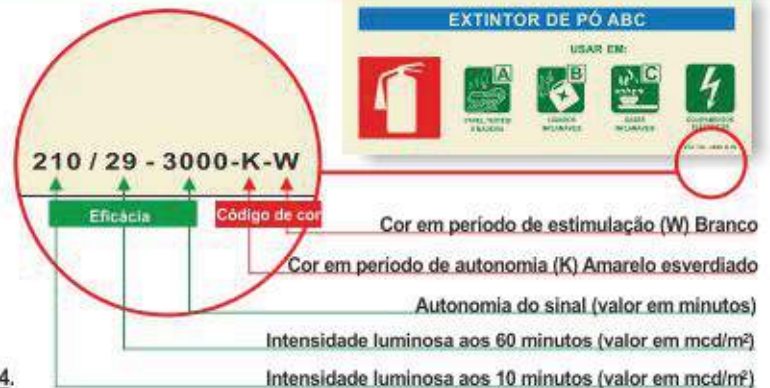 EXTINTOR DE PÓ ABC
USAR EM:
A
B
C
210 / 29 - 3000-K-W
Eficácia
Código de cor
Cor em período de estimulação (W) Branco
Cor em período de autonomia (K) Amarelo esverdiado
Autonomia do sinal (valor em minutos)
Intensidade luminosa aos 60 minutos (valor em mcd/m²)
4.
Intensidade luminosa aos 10 minutos (valor em mcd/m²)